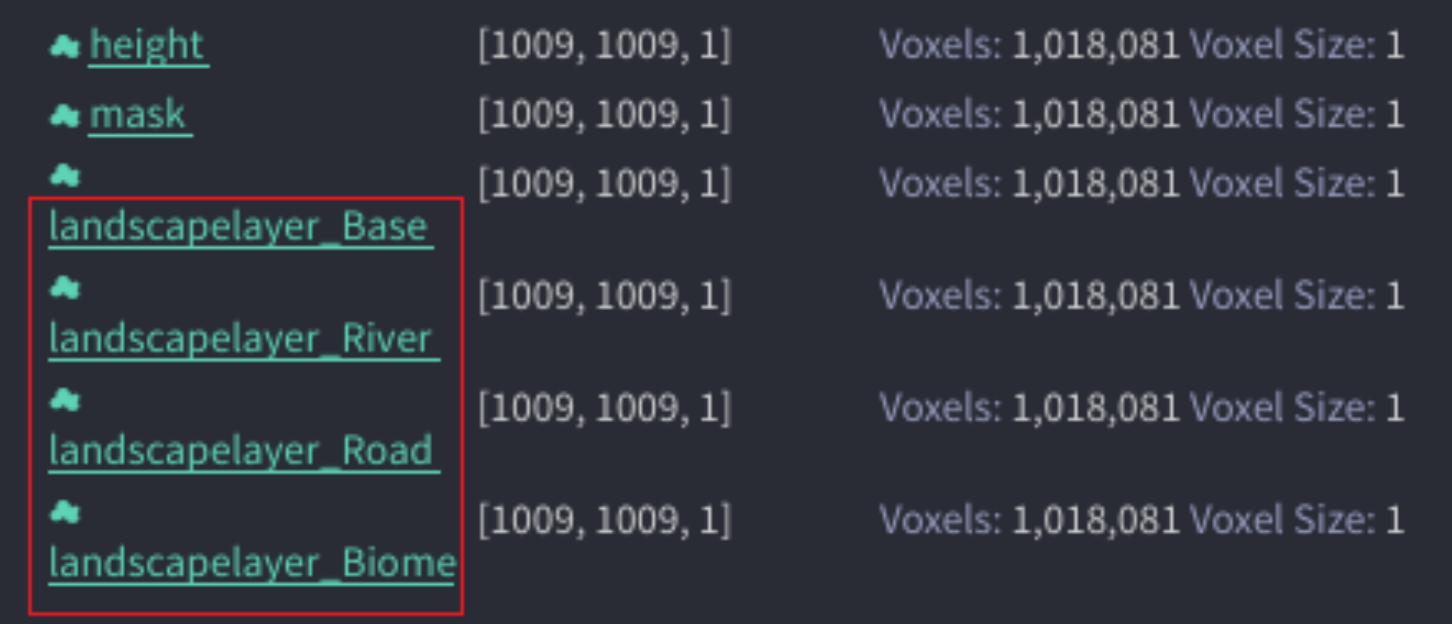 height [1009, 1009, 1] Voxels: 1,018,081 Voxel Size: 1
mask [1009, 1009, 1] Voxels: 1,018,081 Voxel Size: 1
[1009, 1009, 1] Voxels: 1,018,081 Voxel Size: 1
landscapelayer_Base
[1009, 1009, 1] Voxels: 1,018,081 Voxel Size: 1
landscapelayer_River
[1009, 1009, 1] Voxels: 1,018,081 Voxel Size: 1
landscapelayer_Road
[1009, 1009, 1] Voxels: 1,018,081 Voxel Size: 1
landscapelayer_Biome